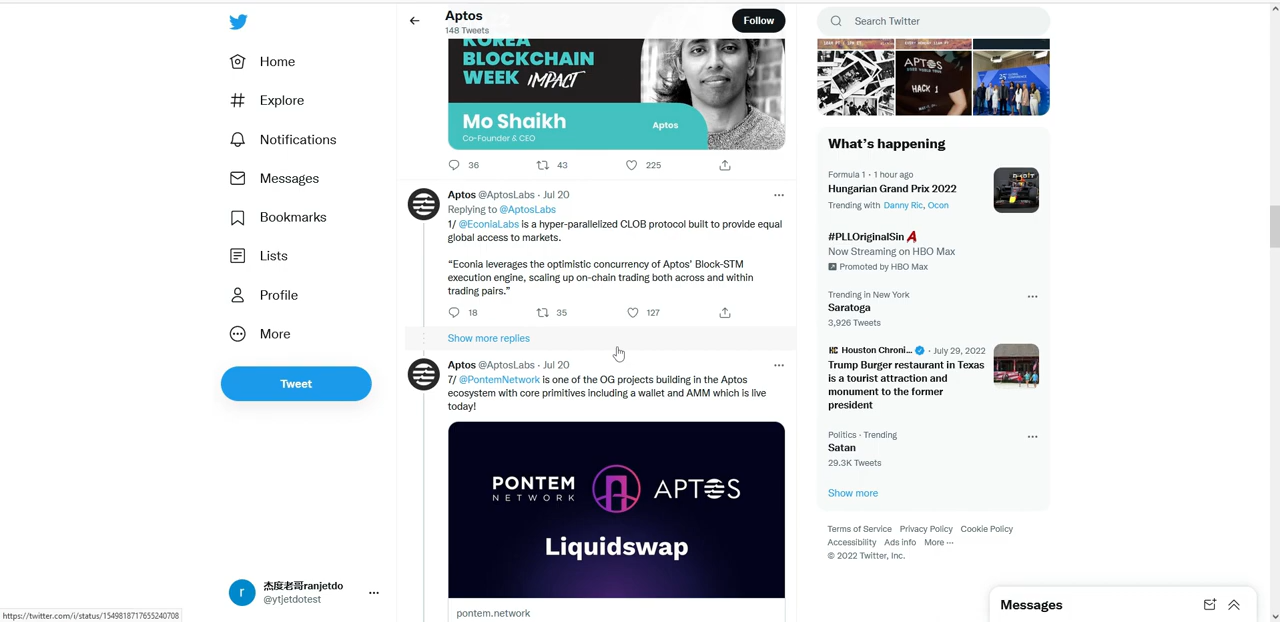 Home
Explore
Notifications
Messages
Bookmarks
Lists
Profile
More
Tweet
杰度老哥ranjetdo
@ytjetdotest
https://twitter.com/i/status/1549818717655240708
Aptos
148 Tweets
Follow
KOREA
BLOCKCHAIN
WEEK IMPACT
Mo Shaikh
Co-Founder & CEO
Aptos
36
43
225
Aptos @AptosLabs · Jul 20
Replying to @AptosLabs
1/ @EconiaLabs is a hyper-parallelized CLOB protocol built to provide equal
global access to markets.
“Econia leverages the optimistic concurrency of Aptos’ Block-STM
execution engine, scaling up on-chain trading both across and within
trading pairs.”
18
35
127
Show more replies
Aptos @AptosLabs · Jul 20
7/ @PontemNetwork is one of the OG projects building in the Aptos
ecosystem with core primitives including a wallet and AMM which is live
today!
PONTEM
NETWORK
APTOS
Liquidswap
pontem.network
Search Twitter
APTOS
HACK 1
What’s happening
Formula 1 · 1 hour ago
Hungarian Grand Prix 2022
Trending with Danny Ric, Ocon
#PLLOriginalSin
Now Streaming on HBO Max
Promoted by HBO Max
Trending in New York
Saratoga
3,926 Tweets
Houston Chroni... · July 29, 2022
Trump Burger restaurant in Texas
is a tourist attraction and
monument to the former
president
Politics · Trending
Satan
29.3K Tweets
Show more
Terms of Service Privacy Policy Cookie Policy
Accessibility Ads info More ···
© 2022 Twitter, Inc.
Messages